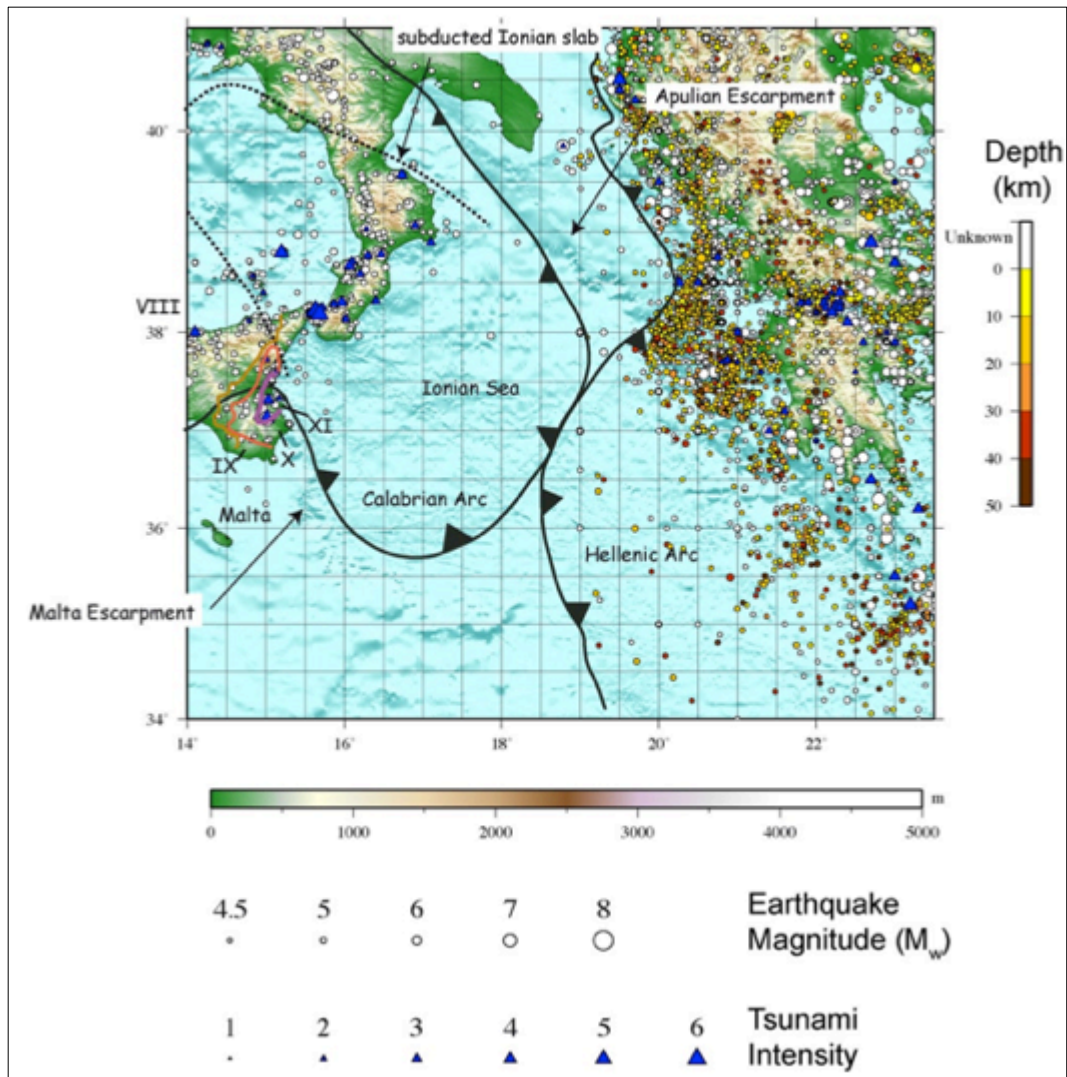 subducted Ionian slab
Apulian Escarpment
40°
Depth
(km)
Unknown
0
VIII
10
38°
20
Ionian Sea
30
XI
40
IX
X
Calabrian Arc
50
Malta
36°
Hellenic Arc
Malta Escarpment
34°
14° 16° 18° 20° 22°
m
0 1000 2000 3000 4000 5000
4.5 5 6 7 8 Earthquake
Magnitude (Mw)
1 2 3 4 5 6 Tsunami
Intensity